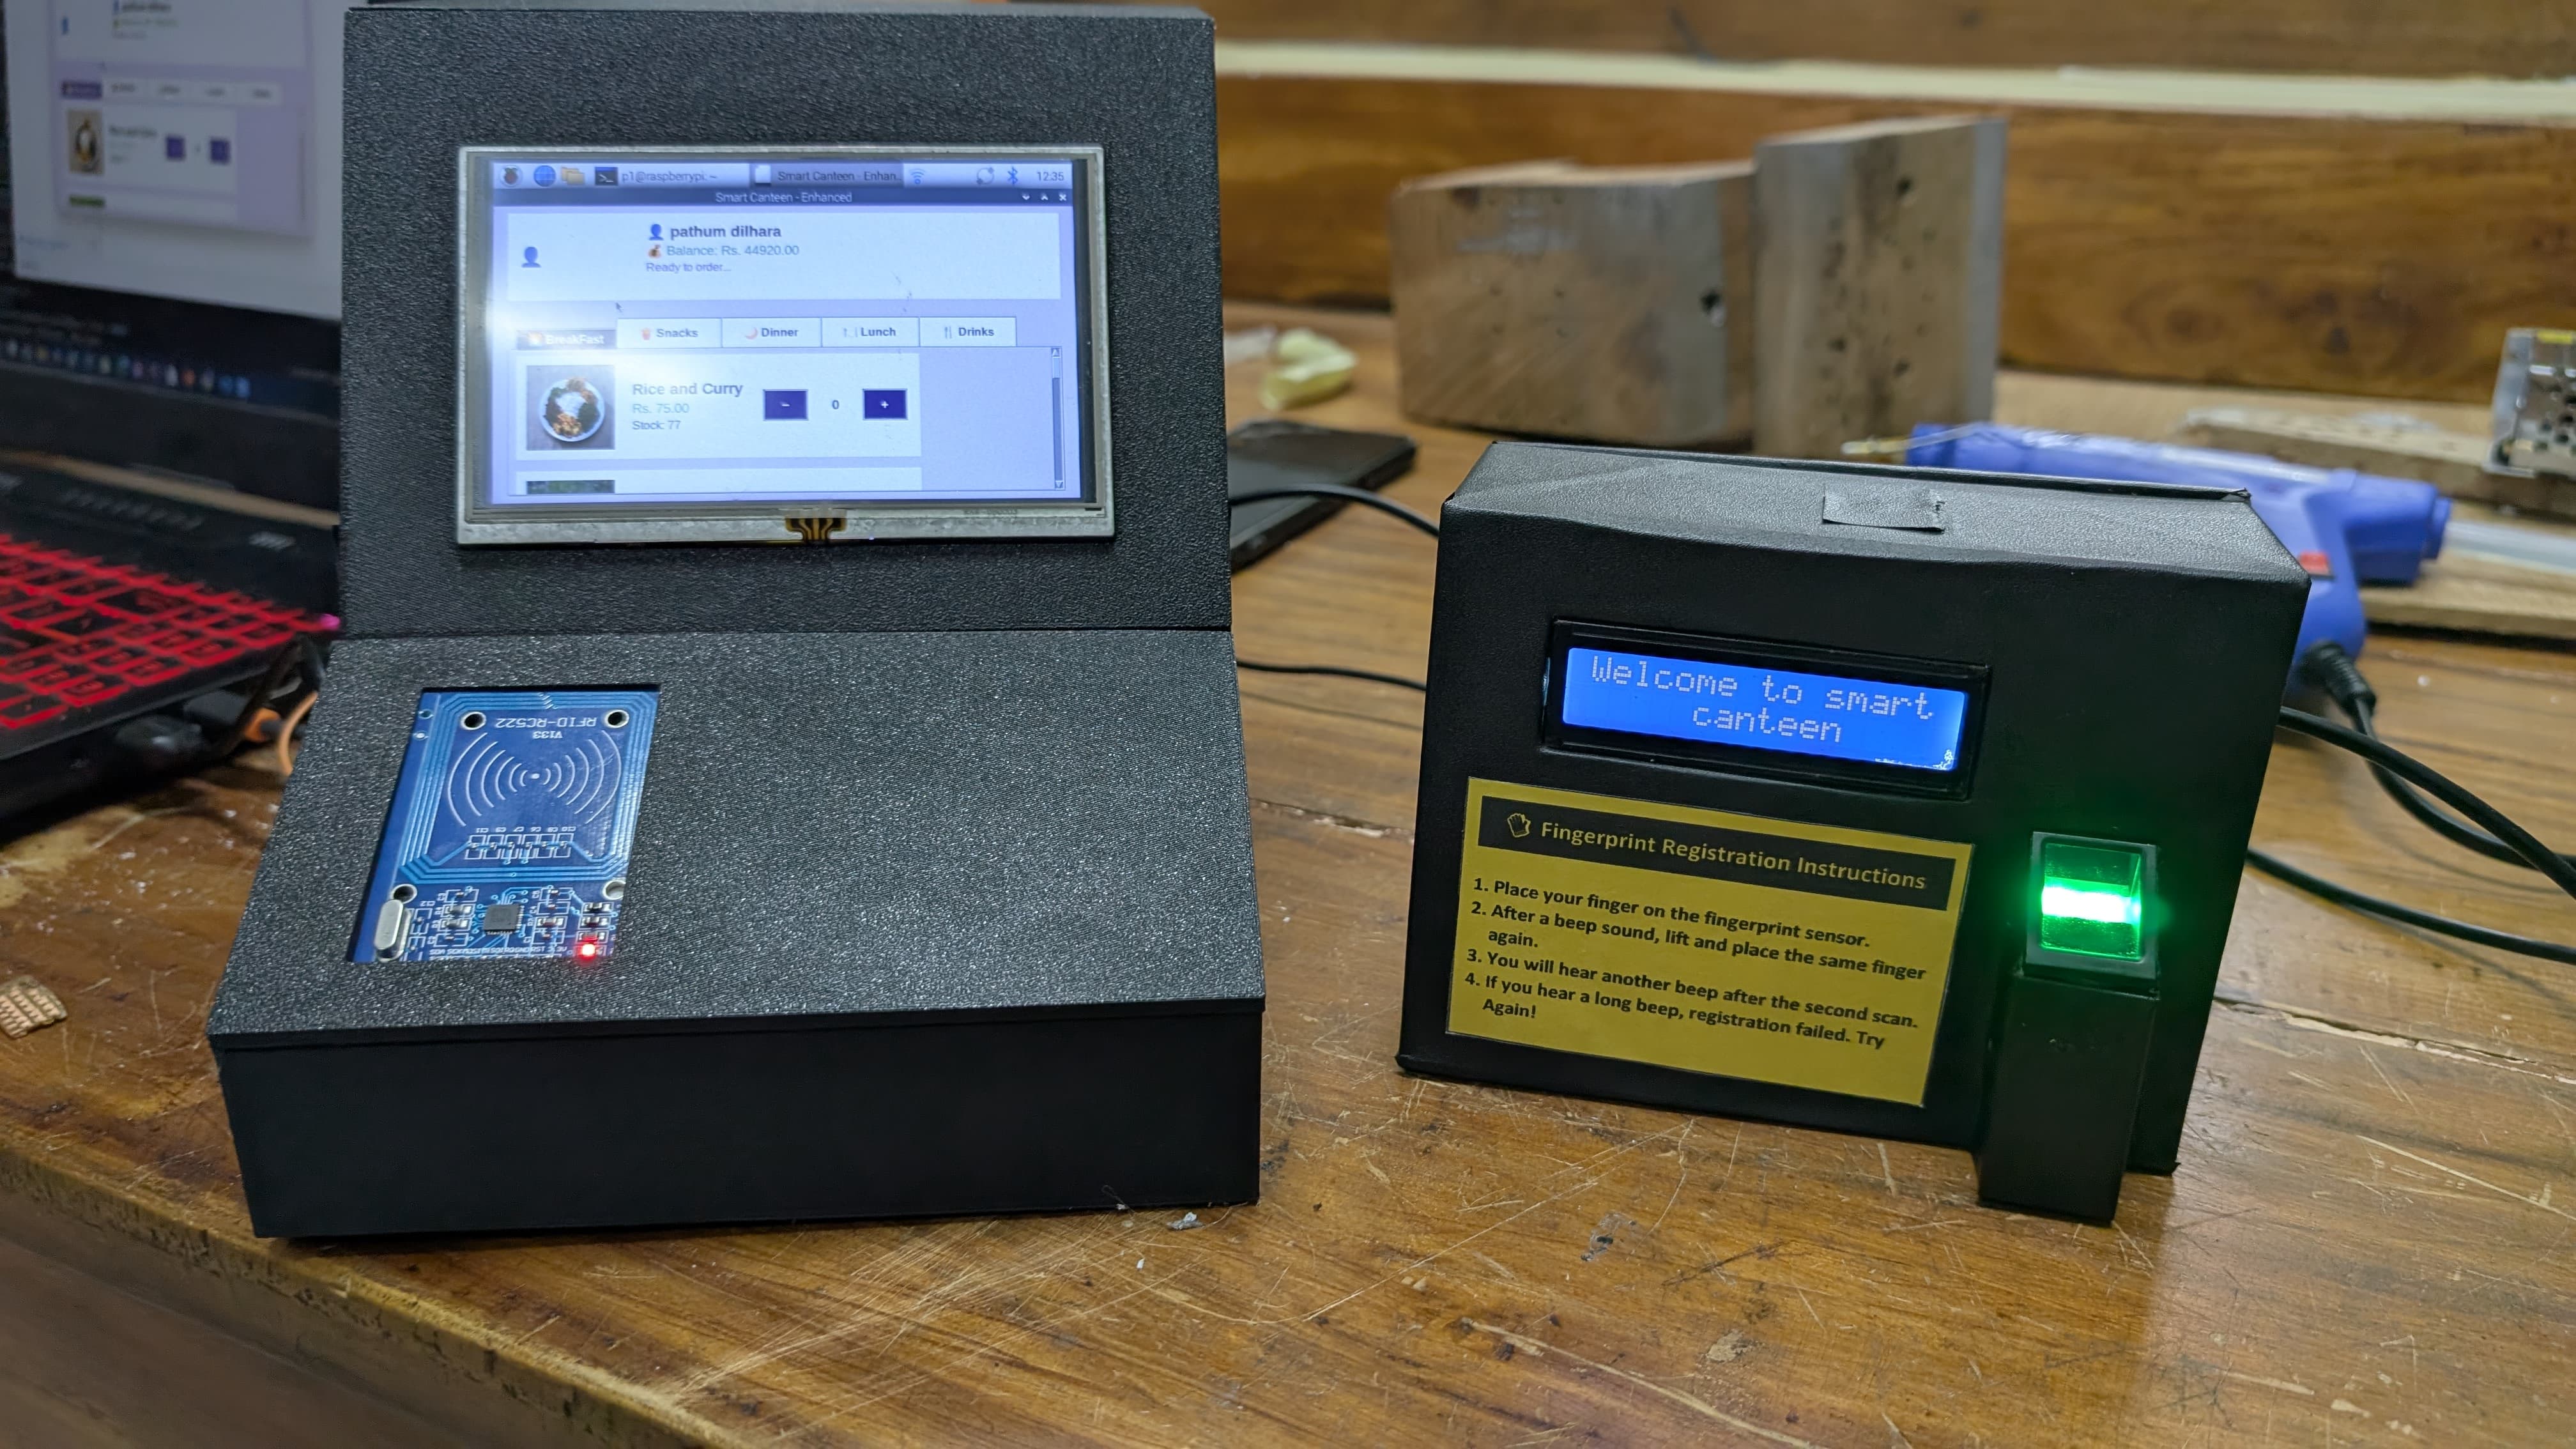 p1@raspberrypi: ~
Smart Canteen - Enhan...
12:35
Smart Canteen - Enhanced
pathum dilhara
Balance: Rs. 44920.00
Ready to order...
BreakFast
Snacks
Dinner
Lunch
Drinks
Rice and Curry
Rs. 75.00
Stock: 77
-
0
+
RFID-RC522
V133
Welcome to smart
canteen
Fingerprint Registration Instructions
1. Place your finger on the fingerprint sensor.
2. After a beep sound, lift and place the same finger
again.
3. You will hear another beep after the second scan.
4. If you hear a long beep, registration failed. Try
Again!